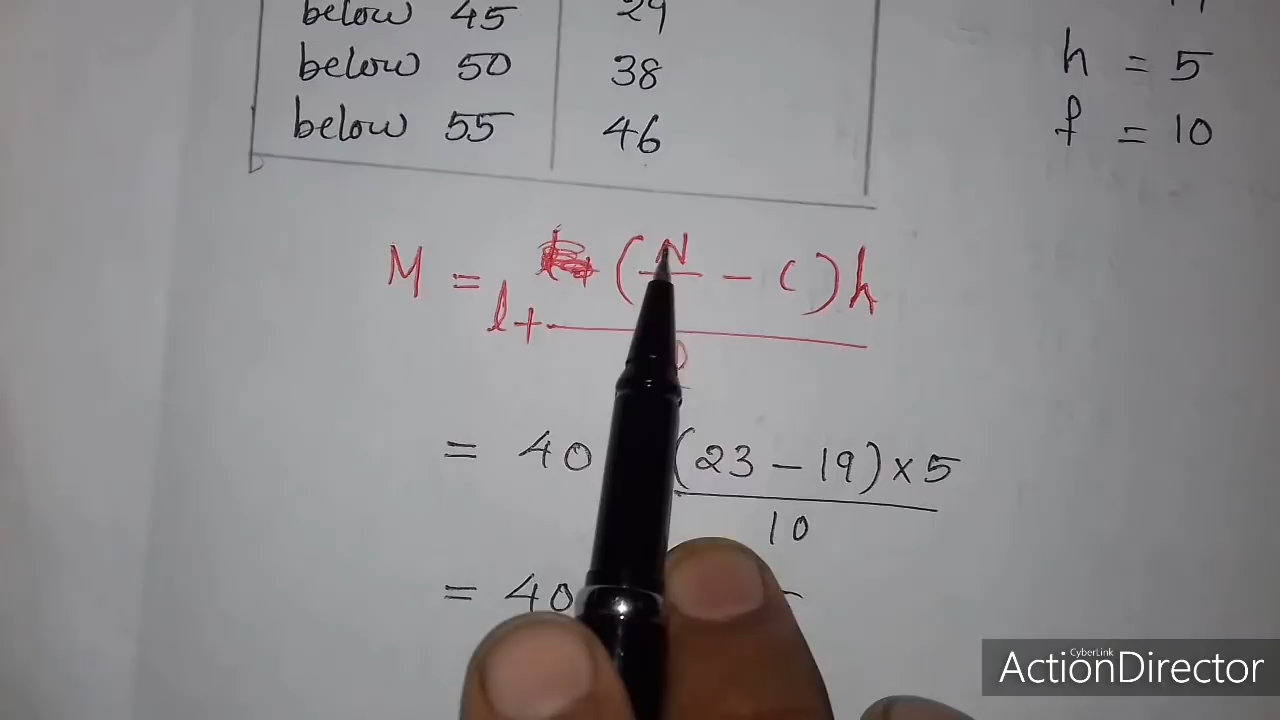 below 45 29
below 50 38
below 55 46
h = 5
f = 10
M = l + (N - C) h
= 40 (23 - 19) × 5
10
= 40
CyberLink
ActionDirector